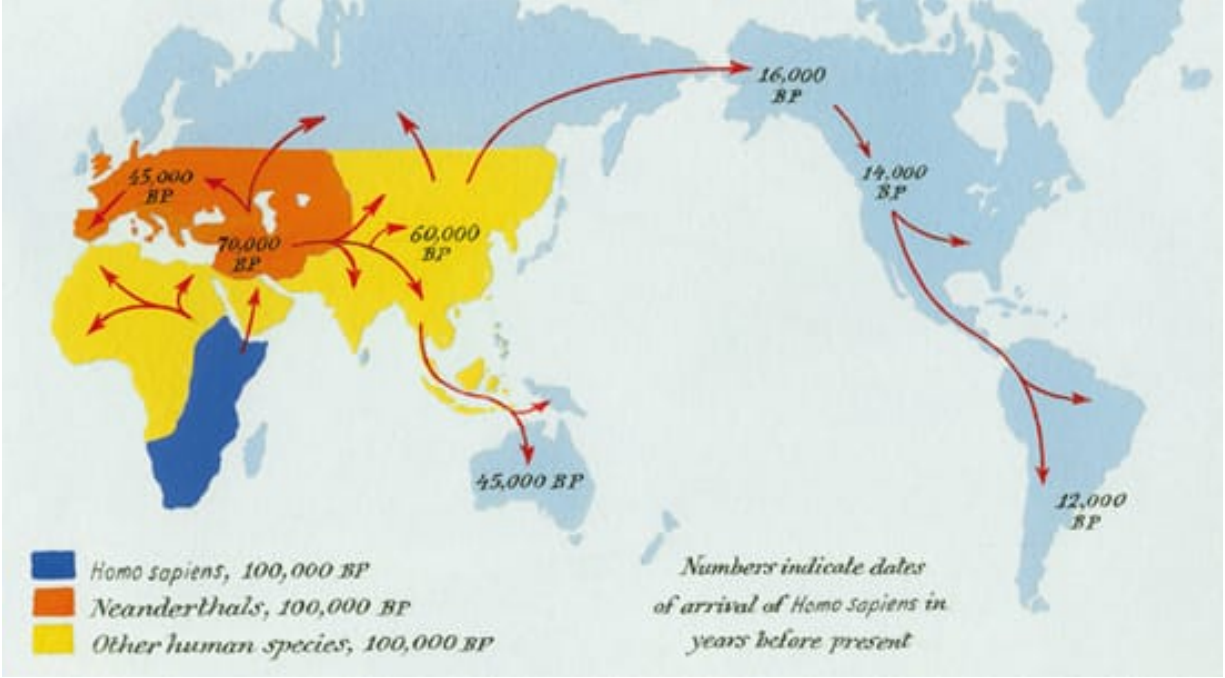 16,000
BP
45,000
BP
14,000
BP
70,000
BP
60,000
BP
45,000 BP
12,000
BP
Homo sapiens, 100,000 BP
Neanderthals, 100,000 BP
Other human species, 100,000 BP
Numbers indicate dates
of arrival of Homo sapiens in
years before present